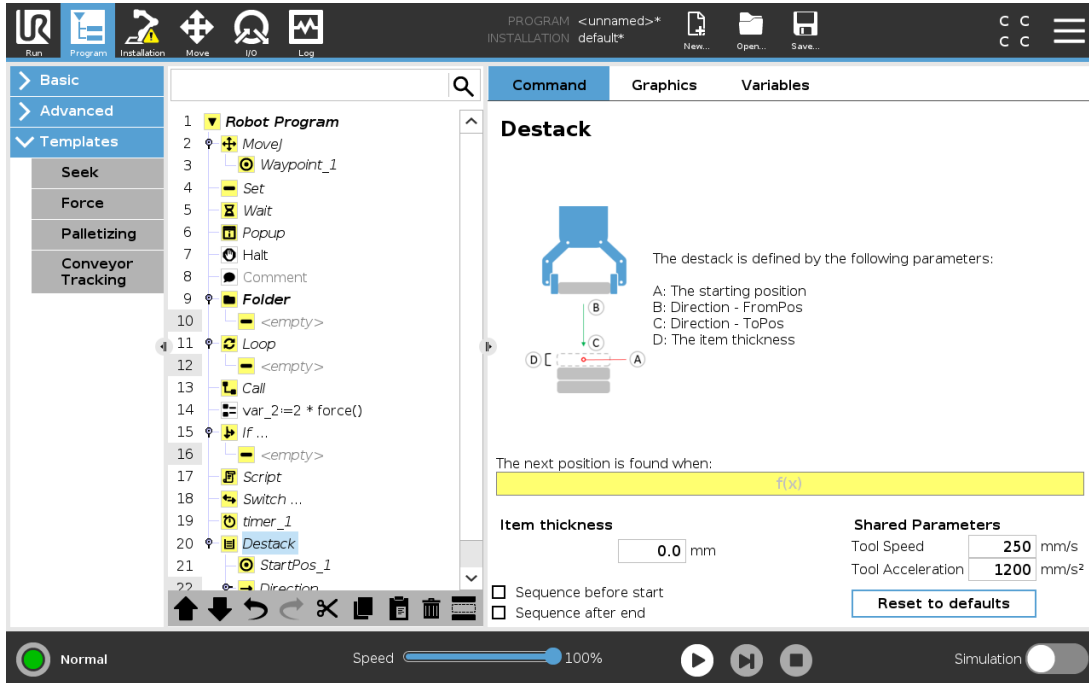 PROGRAM <unnamed>*
INSTALLATION default*
Run
Program
Installation
Move
I/O
Log
New...
Open...
Save...
C C
C C
Basic
Advanced
Templates
Seek
Force
Palletizing
Conveyor
Tracking
1 Robot Program
2 MoveJ
3 Waypoint_1
4 Set
5 Wait
6 Popup
7 Halt
8 Comment
9 Folder
10 <empty>
11 Loop
12 <empty>
13 Call
14 var_2:=2 * force()
15 If ...
16 <empty>
17 Script
18 Switch ...
19 timer_1
20 Destack
21 StartPos_1
22 Direction
Command
Graphics
Variables
Destack
B
C
D
A
The destack is defined by the following parameters:
A: The starting position
B: Direction - FromPos
C: Direction - ToPos
D: The item thickness
The next position is found when:
f(x)
Item thickness
0.0 mm
Sequence before start
Sequence after end
Shared Parameters
Tool Speed 250 mm/s
Tool Acceleration 1200 mm/s²
Reset to defaults
Normal
Speed
100%
Simulation